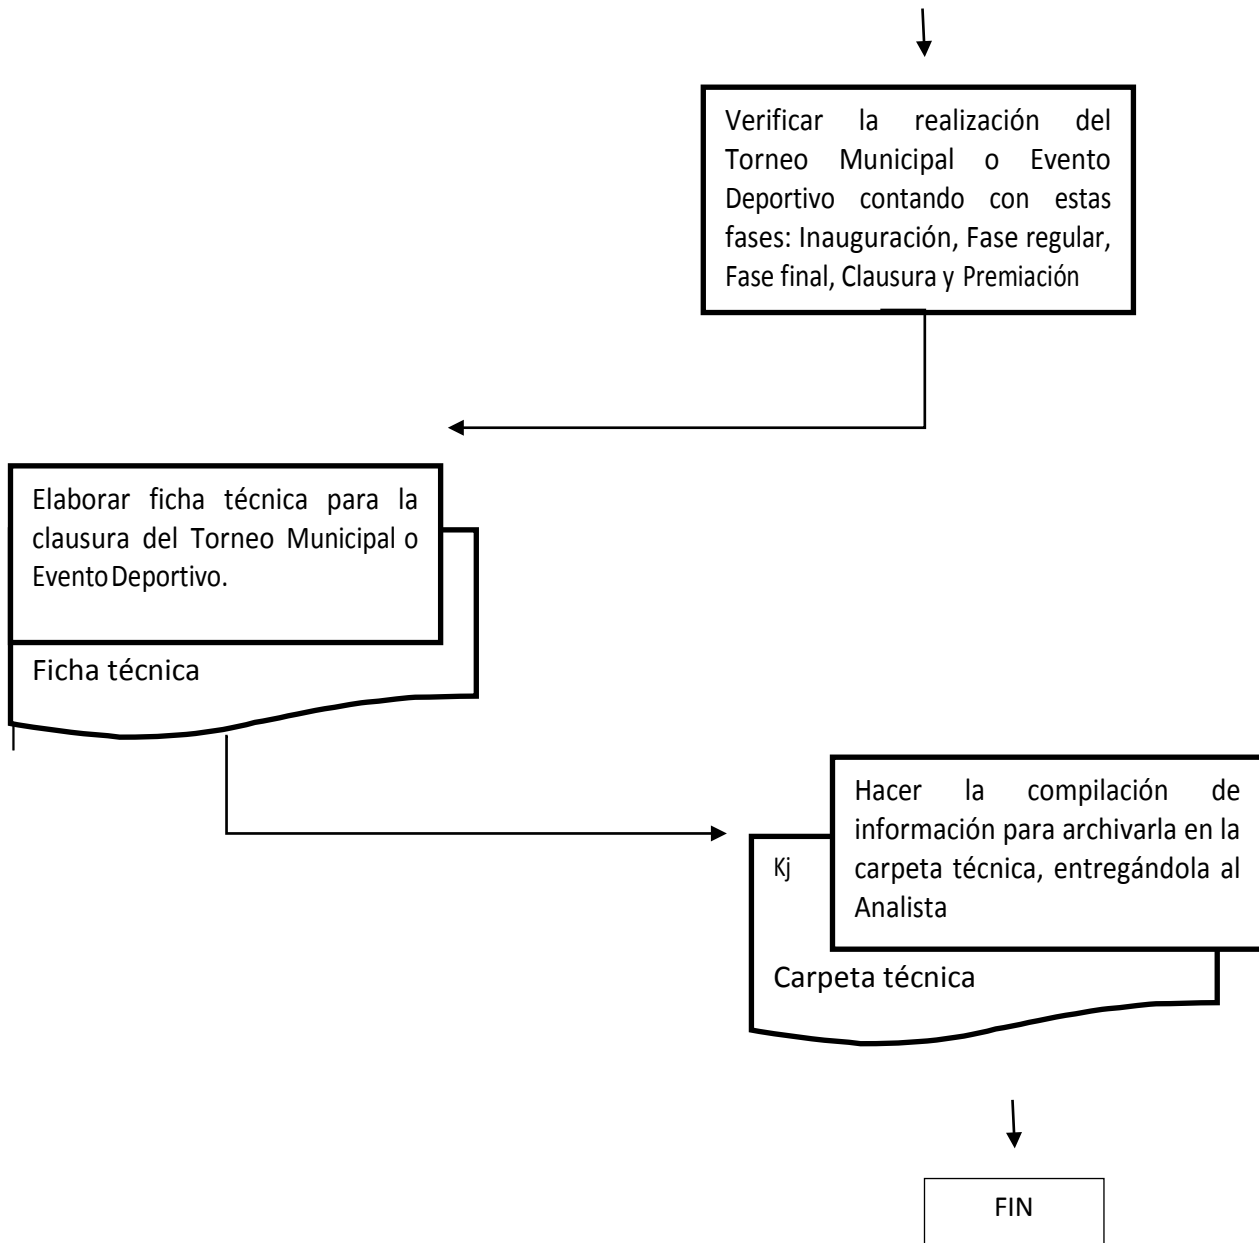 Verificar la realización del
Torneo Municipal o Evento
Deportivo contando con estas
fases: Inauguración, Fase regular,
Fase final, Clausura y Premiación
Elaborar ficha técnica para la
clausura del Torneo Municipal o
Evento Deportivo.
Ficha técnica
Hacer la compilación de
información para archivarla en la
carpeta técnica, entregándola al
Analista
Kj
Carpeta técnica
FIN